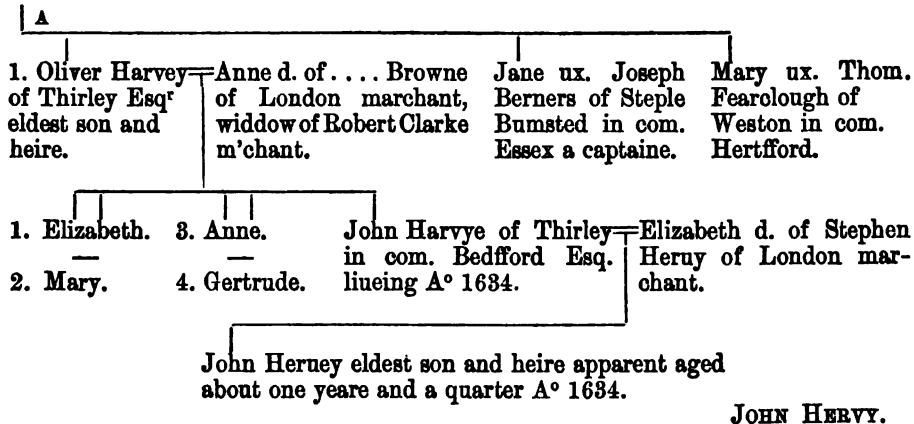 A
1. Oliver Harvey
of Thirley Esqr
eldest son and
heire.
Anne d. of .... Browne
of London marchant,
widdow of Robert Clarke
m'chant.
Jane ux. Joseph
Berners of Steple
Bumsted in com.
Essex a captaine.
Mary ux. Thom.
Fearclough of
Weston in com.
Hertfford.
1. Elizabeth.
2. Mary.
3. Anne.
4. Gertrude.
John Harvye of Thirley
in com. Bedfford Esq.
liueing Aº 1634.
Elizabeth d. of Stephen
Heruy of London mar-
chant.
John Heruey eldest son and heire apparent aged
about one yeare and a quarter Aº 1634.
JOHN HERVY.